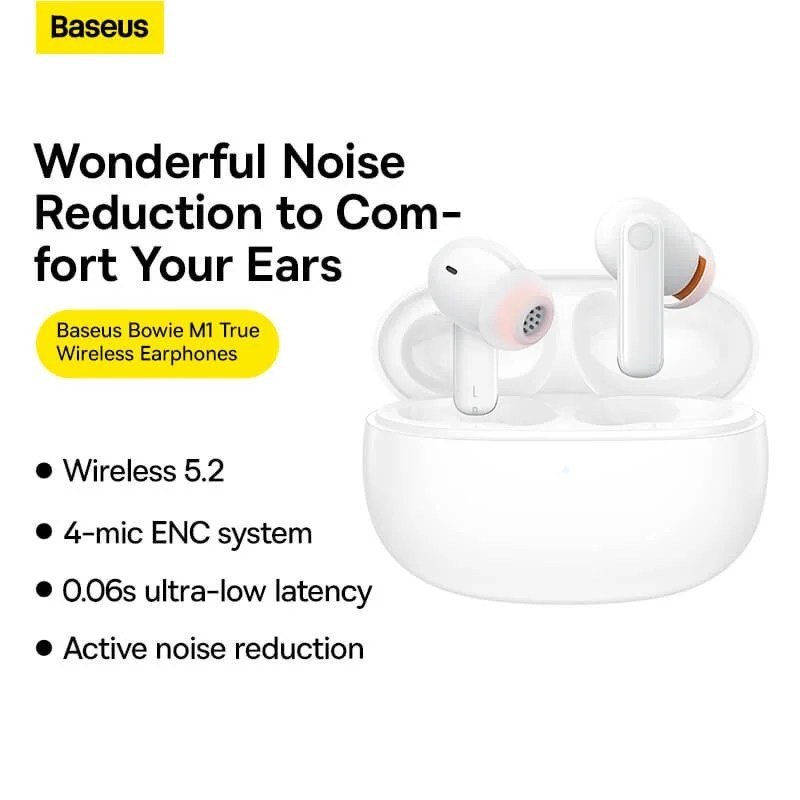 Baseus
Wonderful Noise
Reduction to Com-
fort Your Ears
Baseus Bowie M1 True
Wireless Earphones
• Wireless 5.2
• 4-mic ENC system
• 0.06s ultra-low latency
• Active noise reduction
L